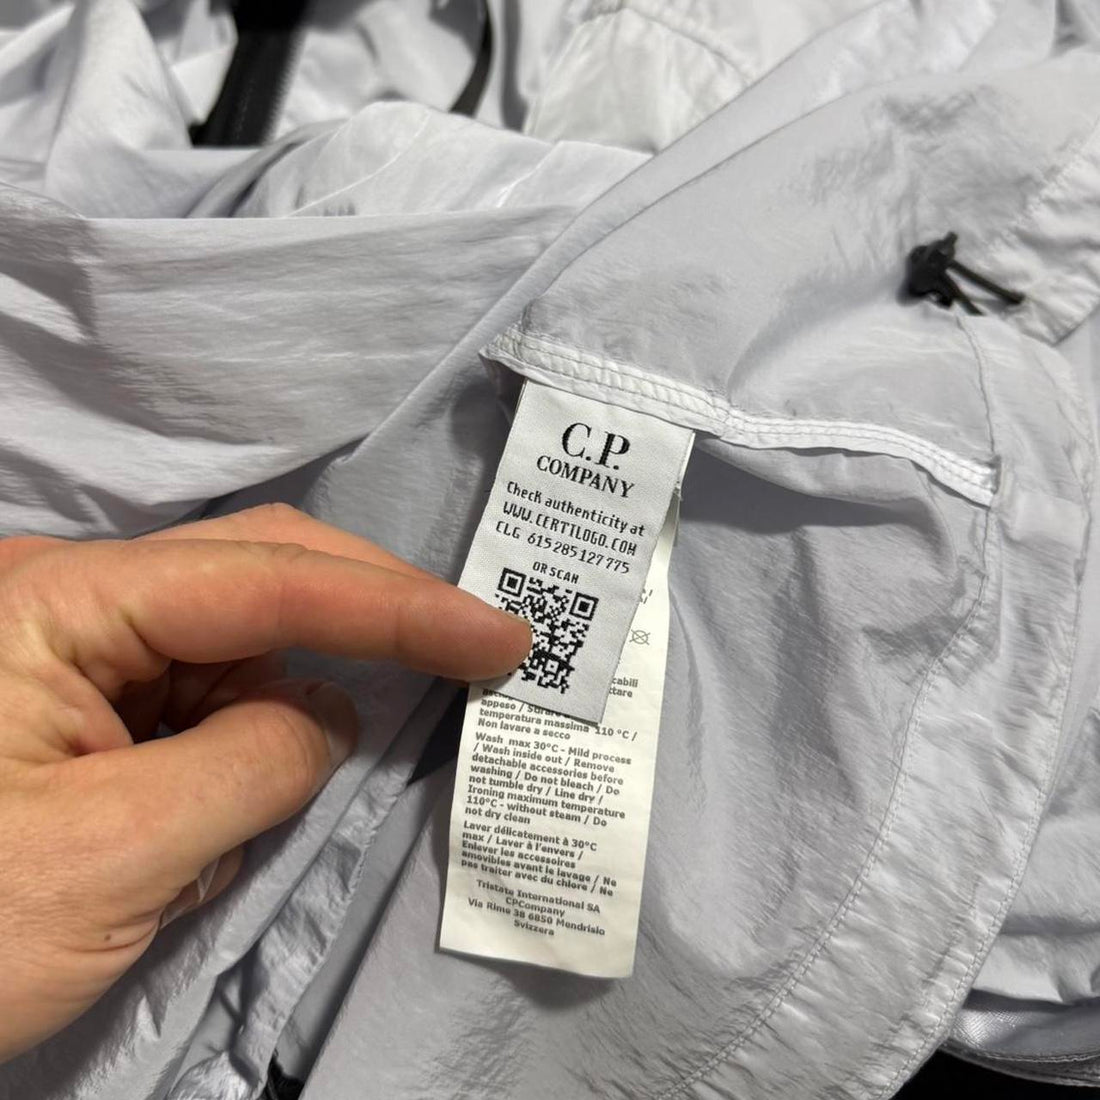 C.P.
COMPANY
Check authenticity at
WWW.CERTILOGO.COM
CLG 615285127775
OR SCAN
cabili
ttare
appeso / Stirare
temperatura massima 110 °C /
Non lavare a secco
Wash max 30°C - Mild process
/ Wash inside out / Remove
detachable accessories before
washing / Do not bleach / Do
not tumble dry / Line dry /
Ironing maximum temperature
110°C - without steam / Do
not dry clean
Laver délicatement à 30°C
max / Laver à l'envers /
Enlever les accessoires
amovibles avant le lavage / Ne
pas traiter avec du chlore / Ne
Tristate International SA
CPCompany
Via Rime 38 6850 Mendrisio
Svizzera